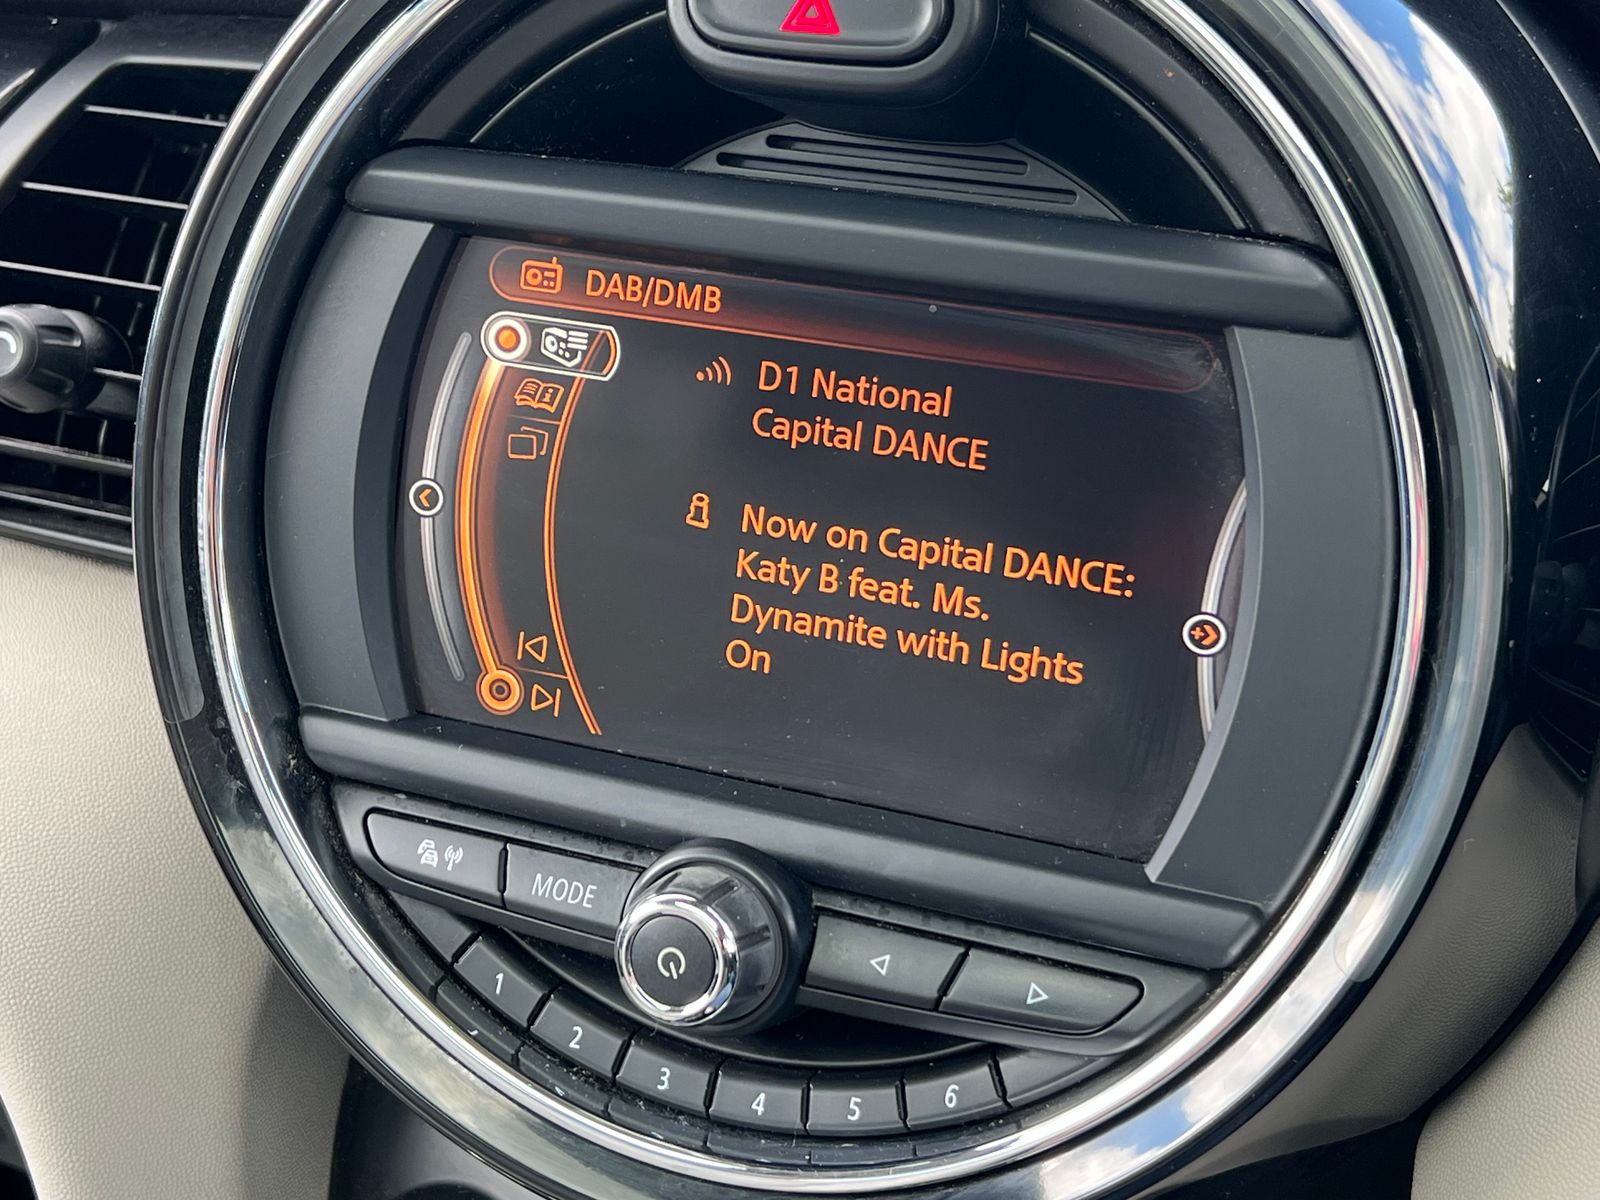 DAB/DMB
D1 National
Capital DANCE
Now on Capital DANCE:
Katy B feat. Ms.
Dynamite with Lights
On
MODE
1
2
3
4
5
6